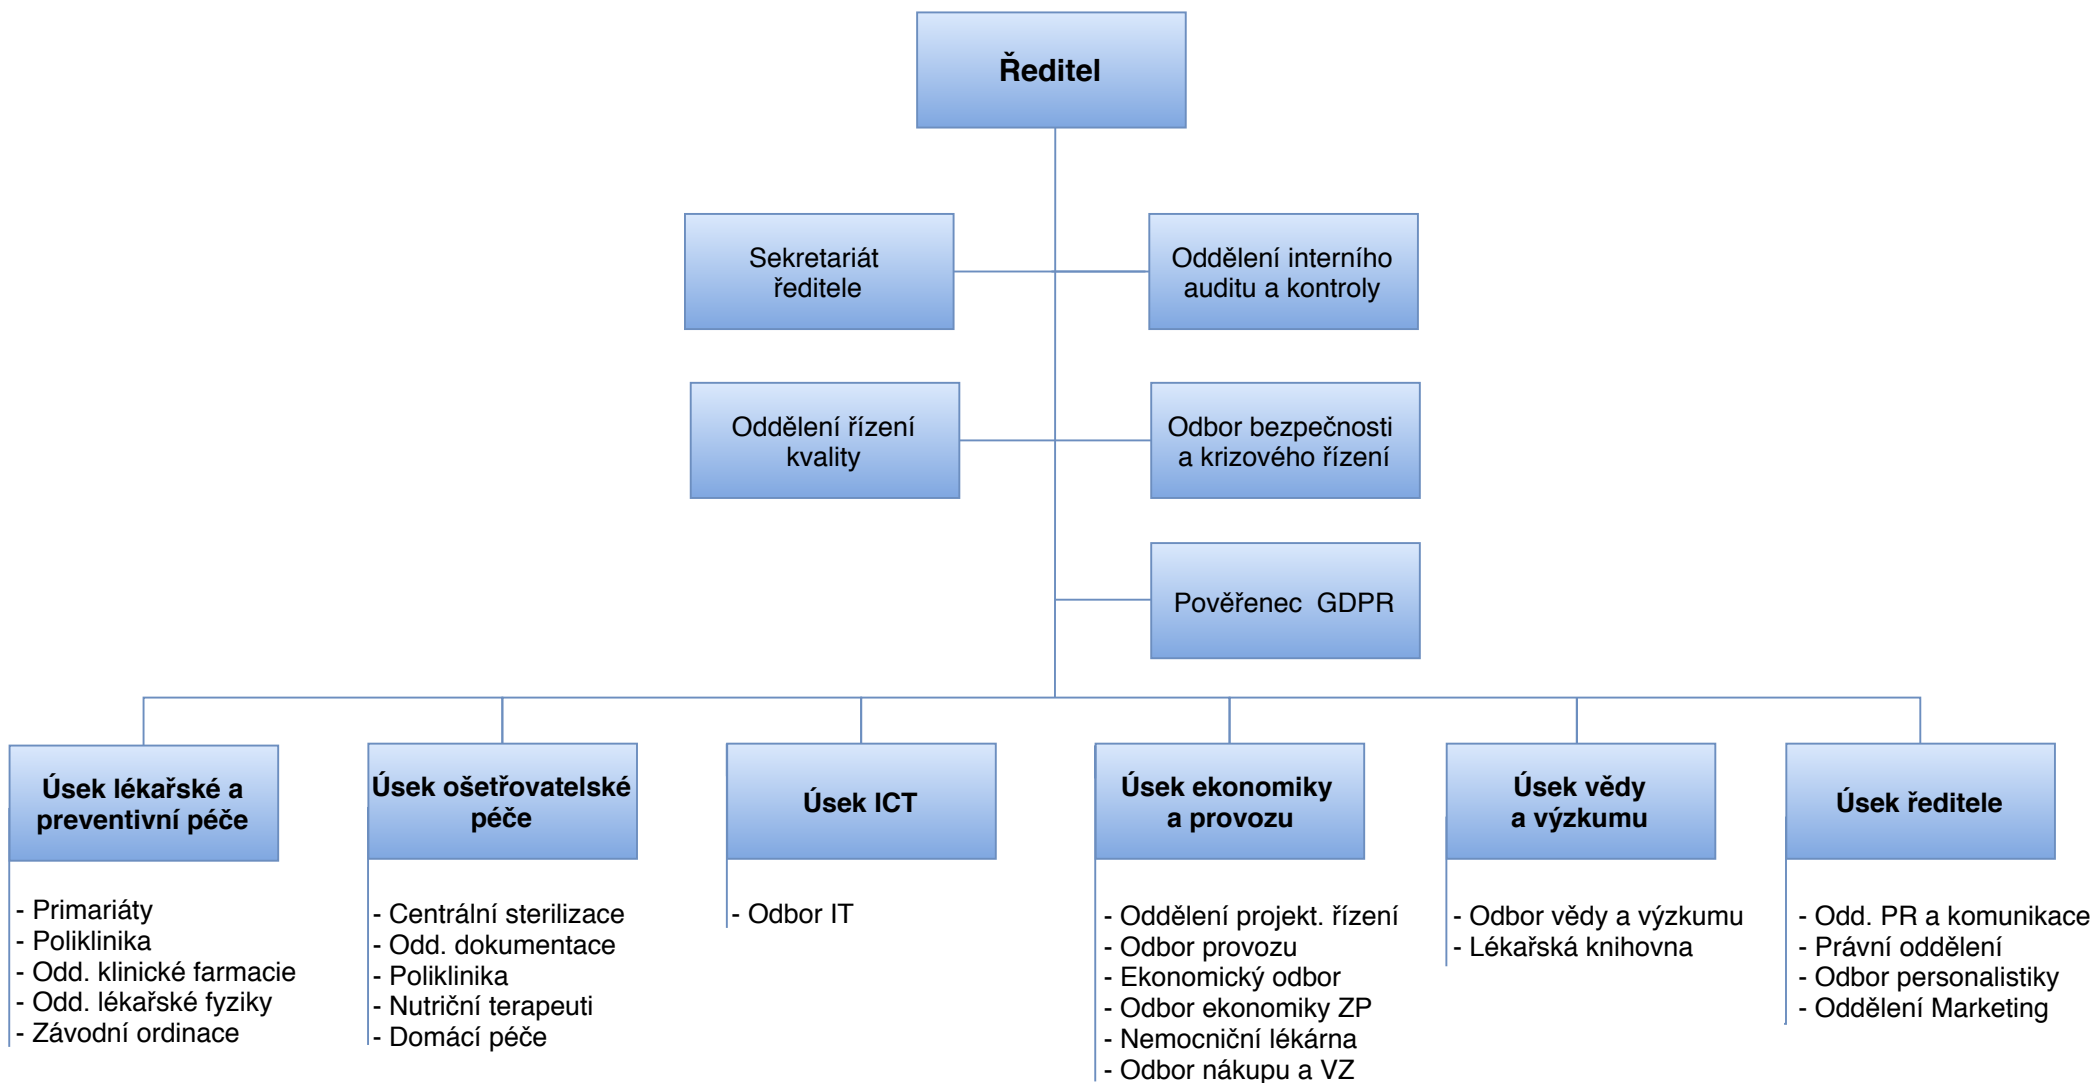 Ředitel
Sekretariát
ředitele
Oddělení interního
auditu a kontroly
Oddělení řízení
kvality
Odbor bezpečnosti
a krizového řízení
Pověřenec  GDPR
Úsek lékařské a
preventivní péče
- Primariáty
- Poliklinika
- Odd. klinické farmacie
- Odd. lékařské fyziky
- Závodní ordinace
Úsek ošetřovatelské
péče
- Centrální sterilizace
- Odd. dokumentace
- Poliklinika
- Nutriční terapeuti
- Domácí péče
Úsek ICT
- Odbor IT
Úsek ekonomiky
a provozu
- Oddělení projekt. řízení
- Odbor provozu
- Ekonomický odbor
- Odbor ekonomiky ZP
- Nemocniční lékárna
- Odbor nákupu a VZ
Úsek vědy
a výzkumu
- Odbor vědy a výzkumu
- Lékařská knihovna
Úsek ředitele
- Odd. PR a komunikace
- Právní oddělení
- Odbor personalistiky
- Oddělení Marketing